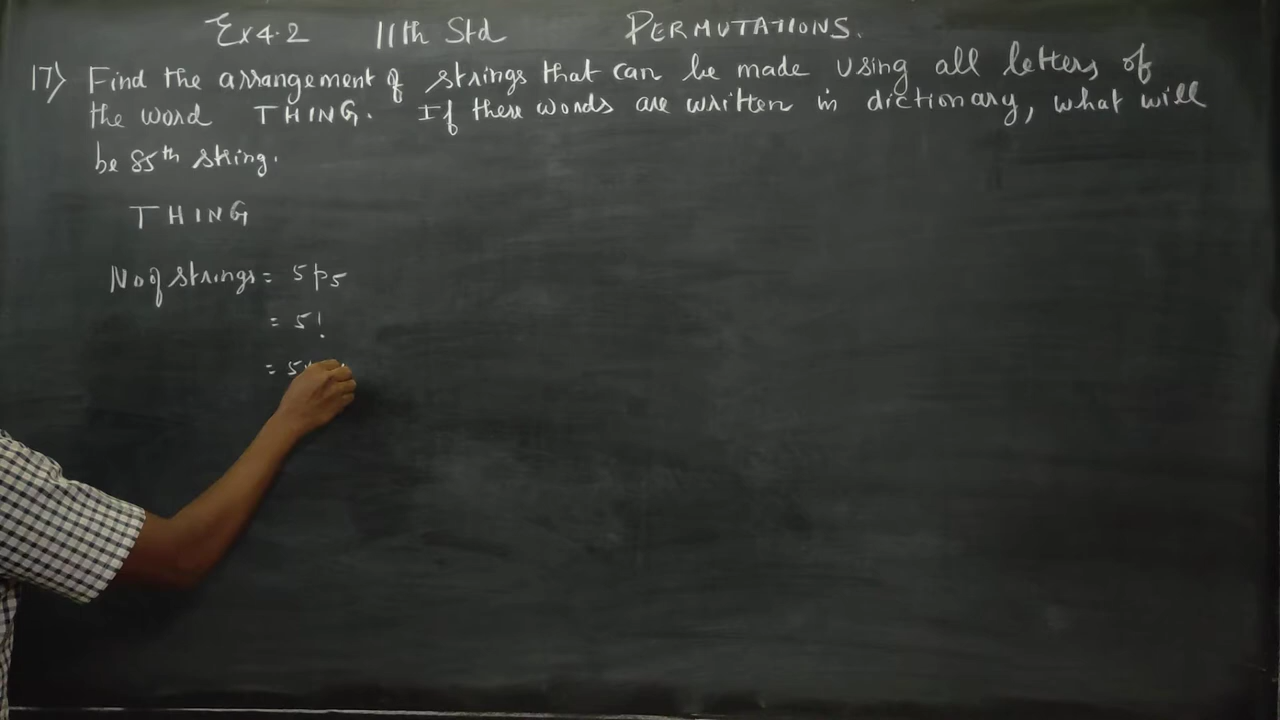 Ex 4.2 11th Std PERMUTATIONS.
17) Find the arrangement of strings that can be made using all letters of
the word THING. If these words are written in dictionary, what will
be 85th string.
THING
No of strings = 5p5
= 5!
= 5